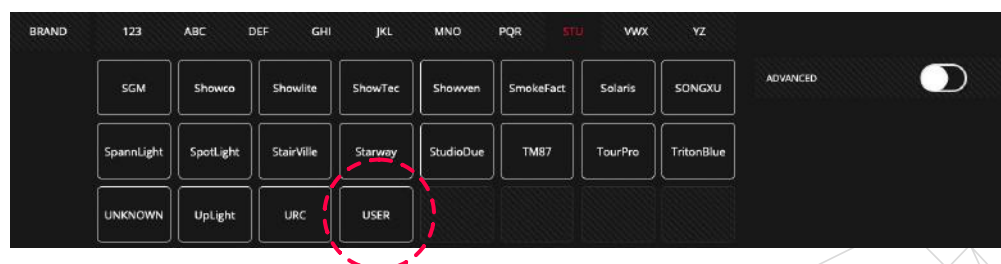 BRAND 123 ABC DEF GHI JKL MNO PQR STU VWX YZ
SGM Showco Showlite ShowTec Showven SmokeFact Solaris SONGXU ADVANCED
SpannLight SpotLight StairVille Starway StudioDue TM87 TourPro TritonBlue
UNKNOWN UpLight URC USER